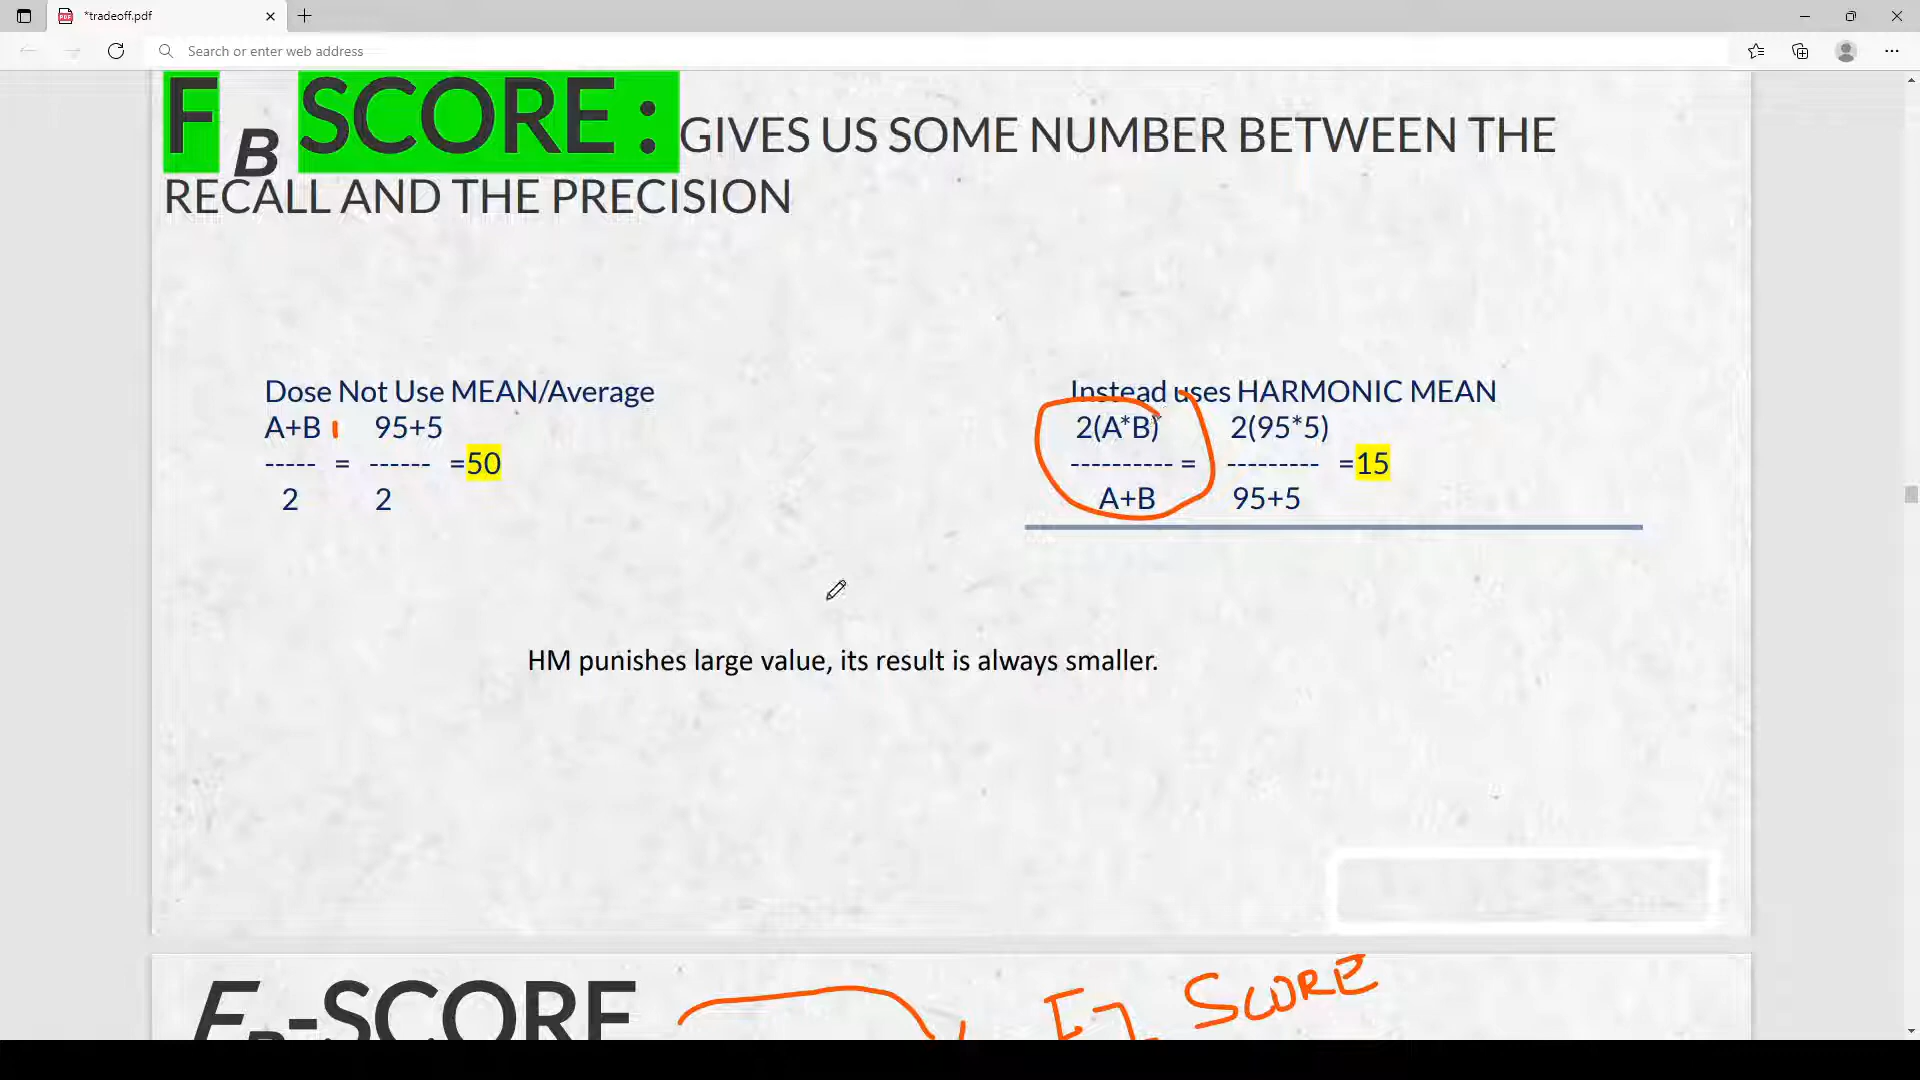 *tradeoff.pdf
Search or enter web address
F B SCORE : GIVES US SOME NUMBER BETWEEN THE
RECALL AND THE PRECISION
Dose Not Use MEAN/Average
A+B 95+5
----- = ------ =50
2 2
Instead uses HARMONIC MEAN
2(A*B) 2(95*5)
---------- = --------- =15
A+B 95+5
HM punishes large value, its result is always smaller.
FB-SCORE
SCORE